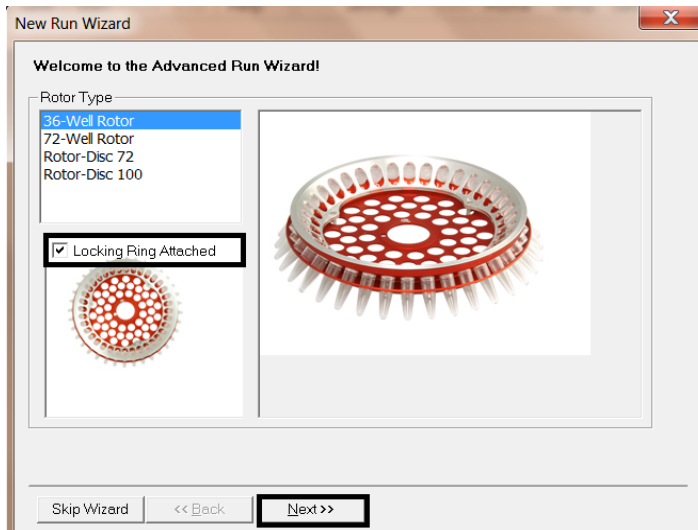 New Run Wizard
X
Welcome to the Advanced Run Wizard!
Rotor Type
36-Well Rotor
72-Well Rotor
Rotor-Disc 72
Rotor-Disc 100
Locking Ring Attached
Skip Wizard
<< Back
Next >>